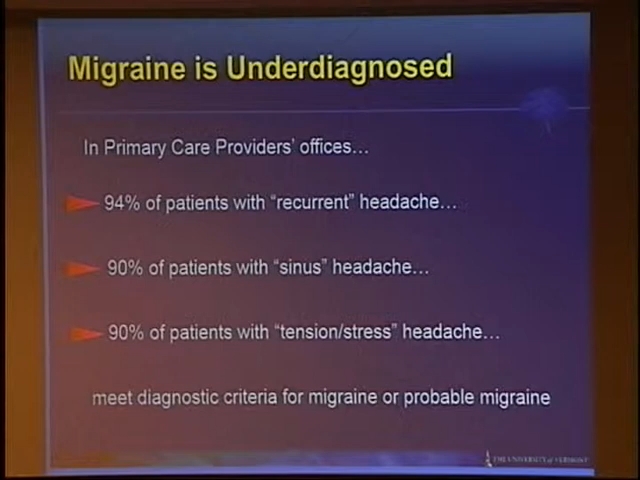 Migraine is Underdiagnosed
In Primary Care Providers' offices…
94% of patients with “recurrent” headache…
90% of patients with “sinus” headache…
90% of patients with “tension/stress” headache…
meet diagnostic criteria for migraine or probable migraine
THE UNIVERSITY of VERMONT